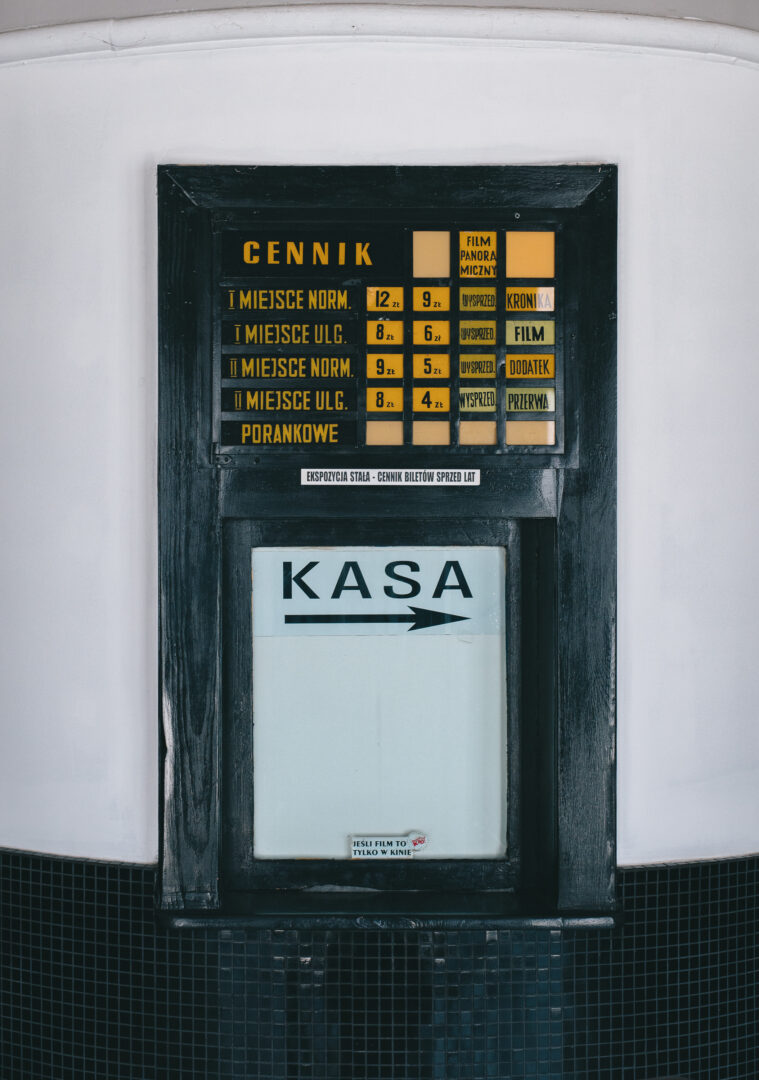 CENNIK
FILM
PANORA
MICZNY
I MIEJSCE NORM. 12 ZŁ 9 ZŁ WYSPRZED. KRONIKA
I MIEJSCE ULG. 8 ZŁ 6 ZŁ WYSPRZED. FILM
II MIEJSCE NORM. 9 ZŁ 5 ZŁ WYSPRZED. DODATEK
II MIEJSCE ULG. 8 ZŁ 4 ZŁ WYSPRZED. PRZERWA
PORANKOWE
EKSPOZYCJA STAŁA - CENNIK BILETÓW SPRZED LAT
KASA
JEŚLI FILM TO
TYLKO W KINIE